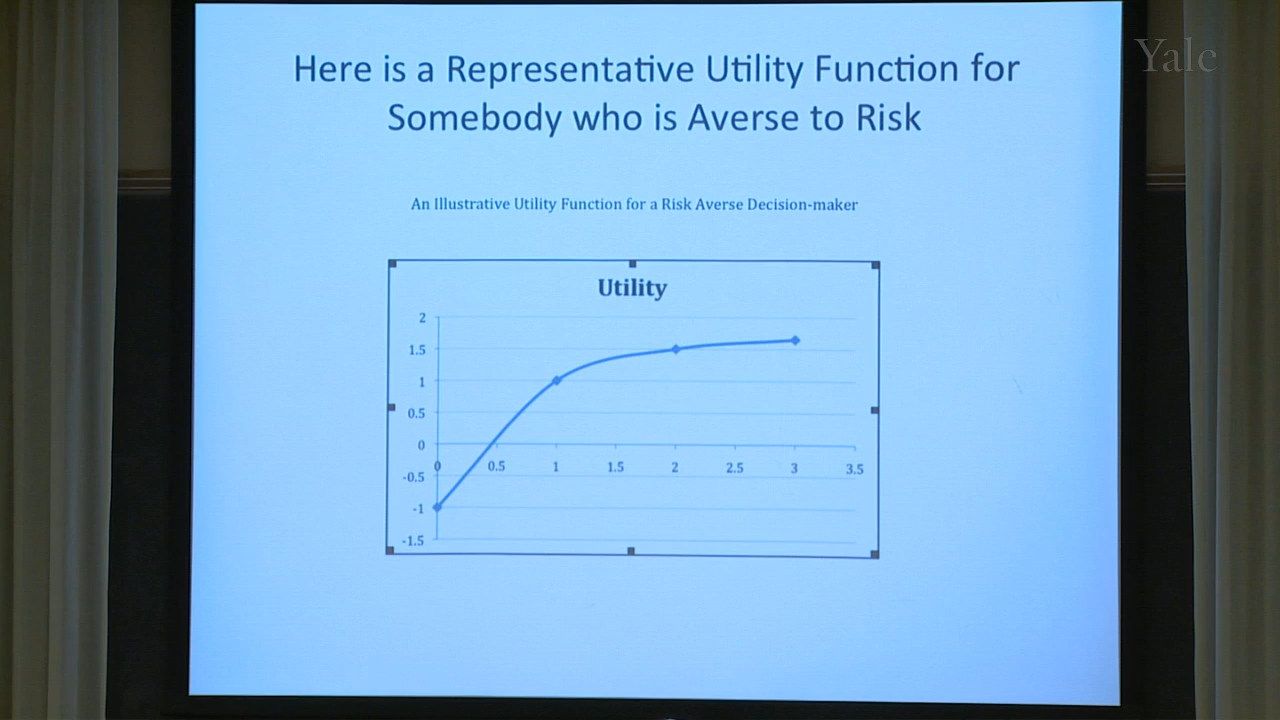 Yale
Here is a Representative Utility Function for
Somebody who is Averse to Risk
An Illustrative Utility Function for a Risk Averse Decision-maker
Utility
2
1.5
1
0.5
0
-0.5
-1
-1.5
0 0.5 1 1.5 2 2.5 3 3.5